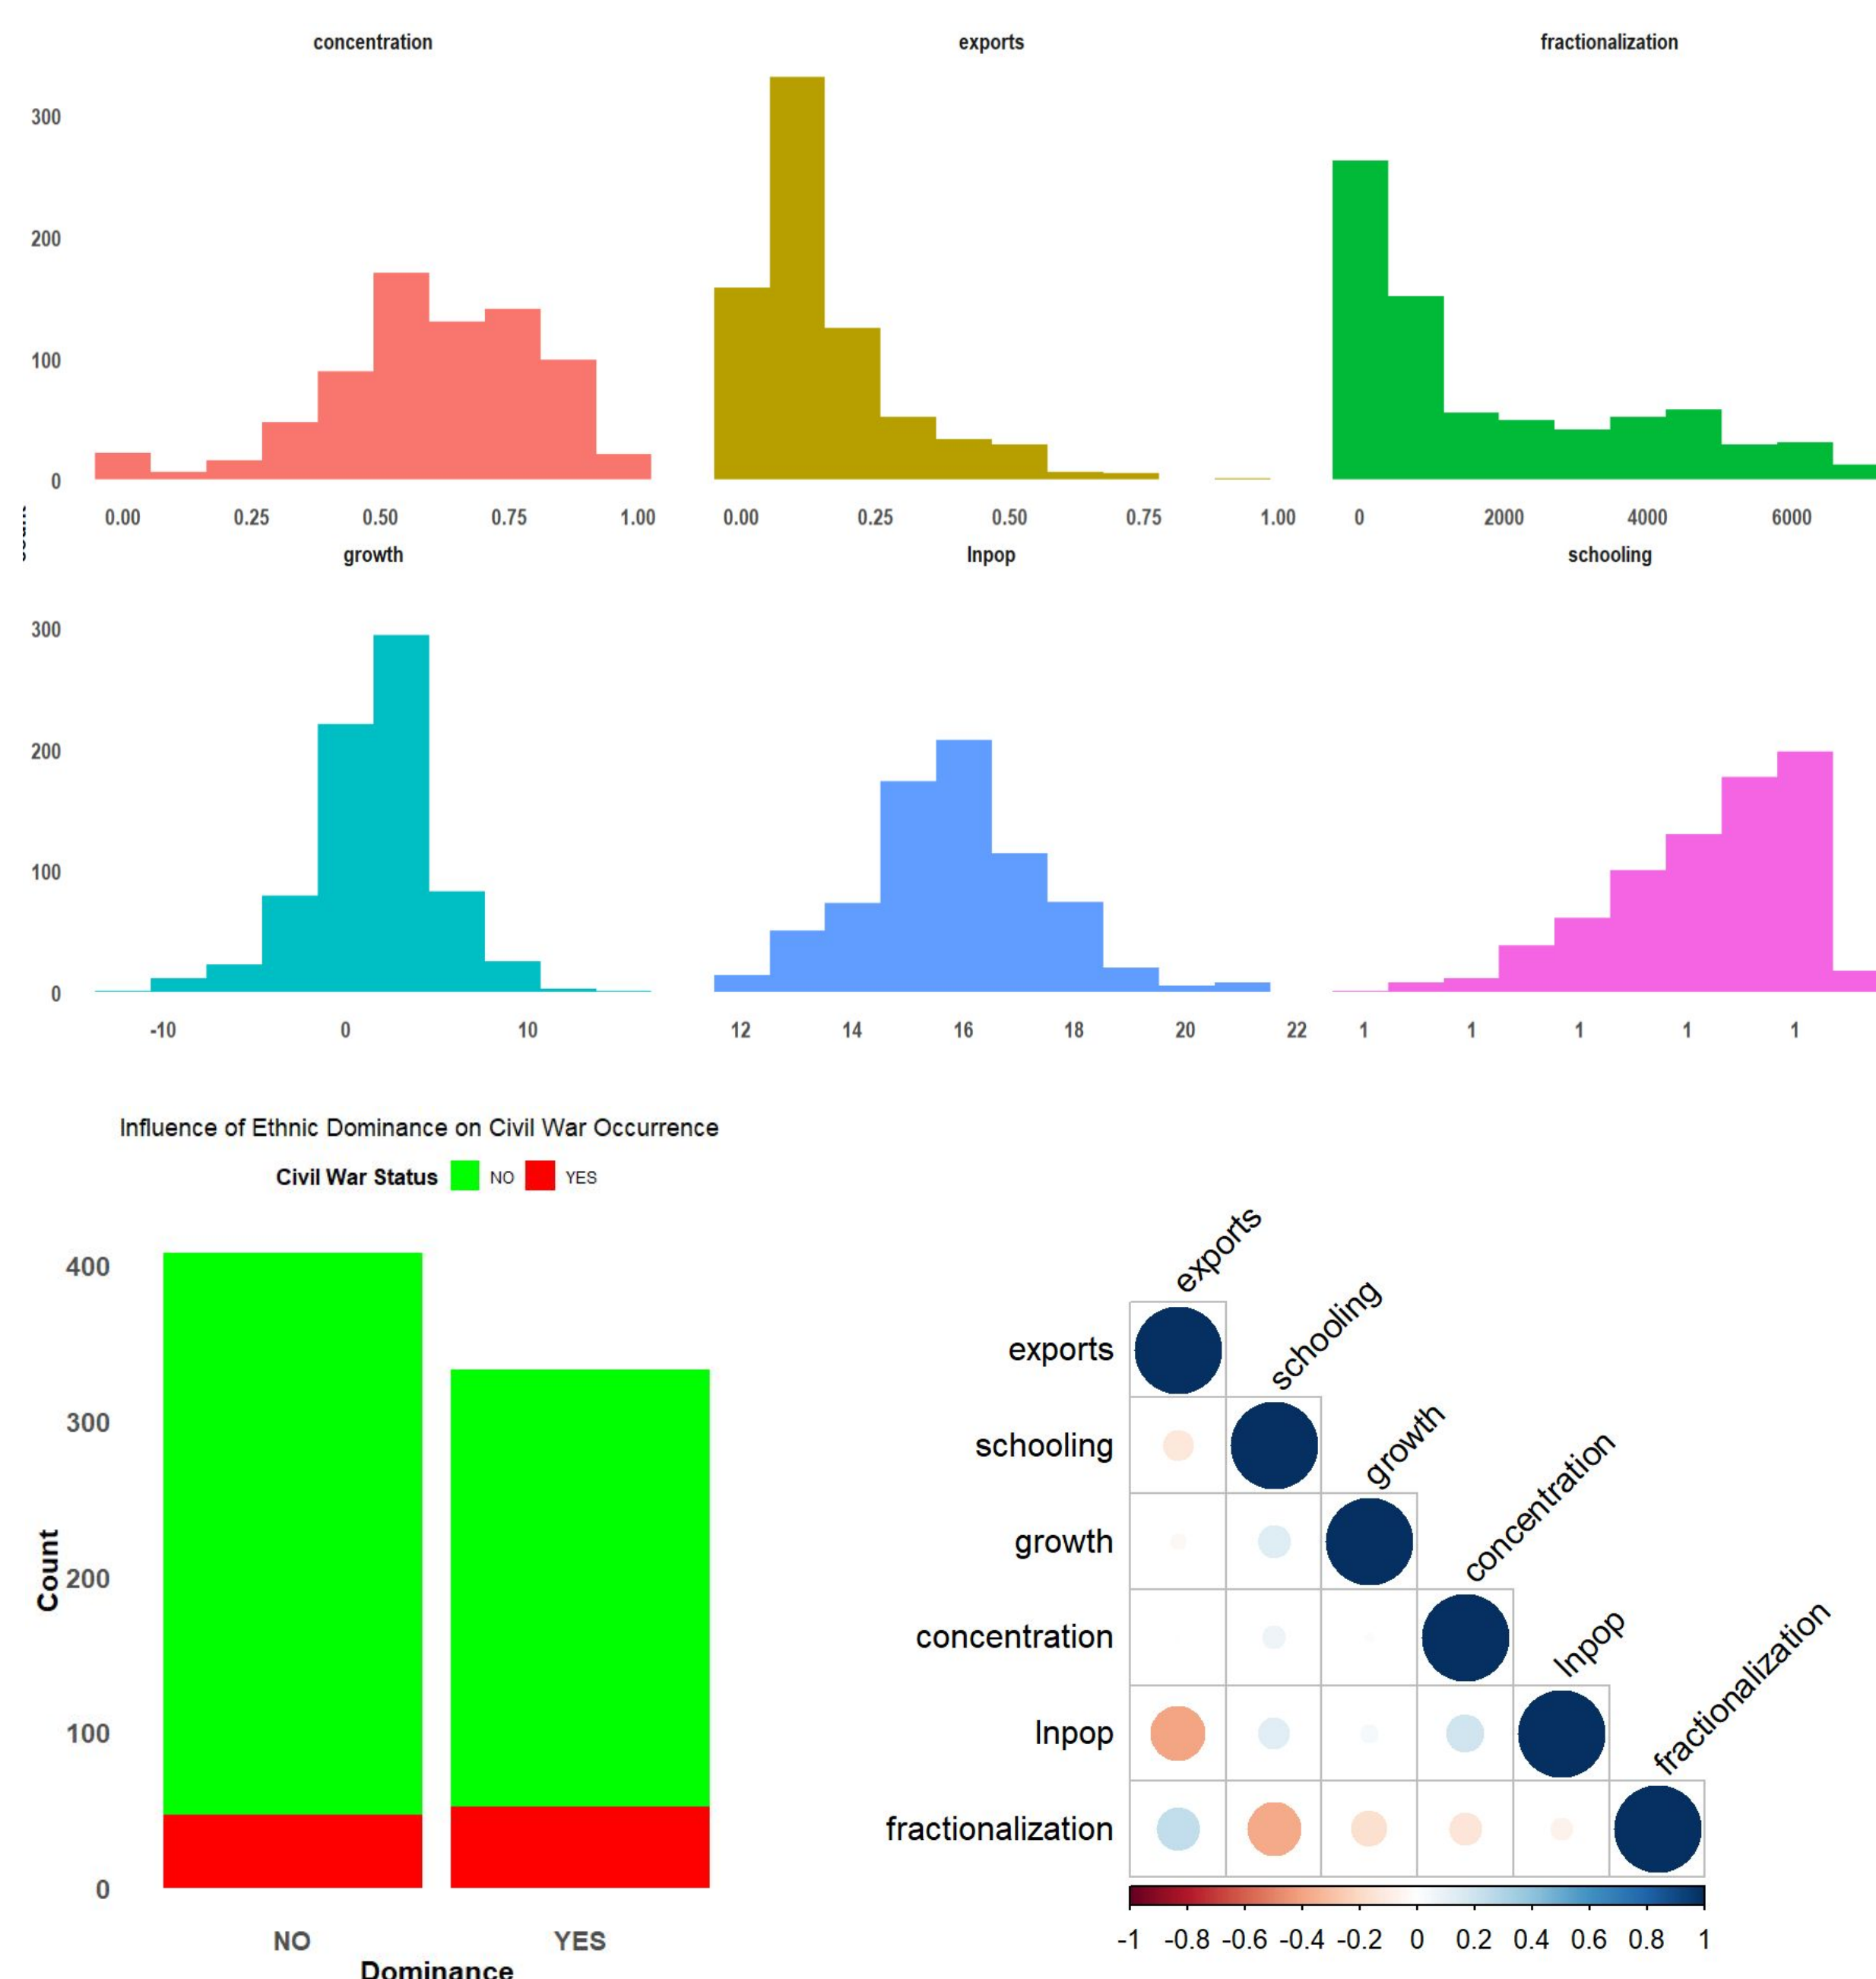 concentration exports fractionalization
300
200
100
0
0.00 0.25 0.50 0.75 1.00 0.00 0.25 0.50 0.75 1.00 0 2000 4000 6000
growth lnpop schooling
300
200
100
0
-10 0 10 12 14 16 18 20 22 1 1 1 1 1
Influence of Ethnic Dominance on Civil War Occurrence
Civil War Status NO YES
400
300
200
100
0
Count
NO YES
Dominance
exports
schooling
growth
concentration
lnpop
fractionalization
exports
schooling
growth
concentration
lnpop
fractionalization
-1 -0.8 -0.6 -0.4 -0.2 0 0.2 0.4 0.6 0.8 1